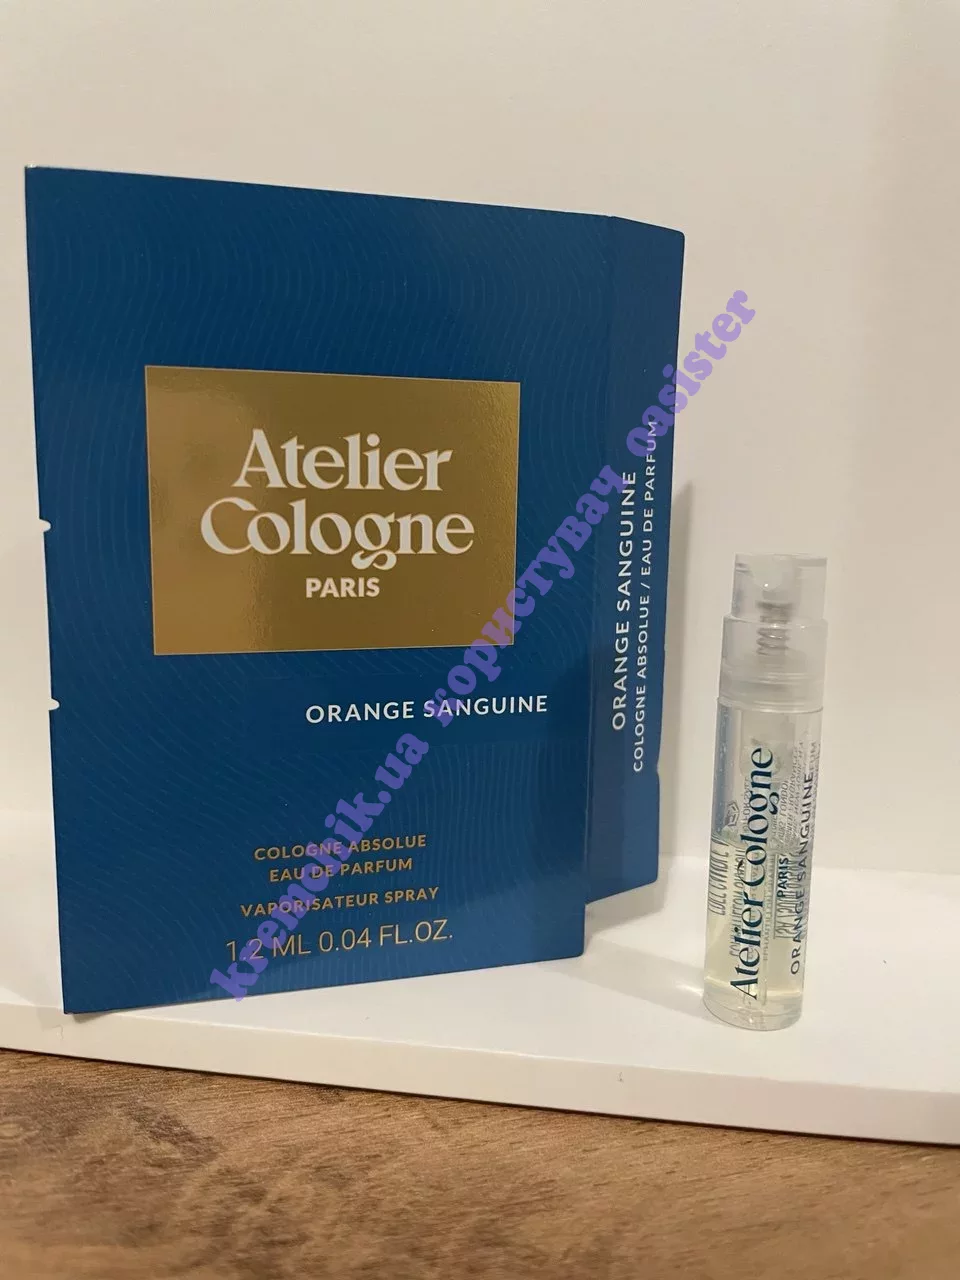 Atelier
Cologne
PARIS
ORANGE SANGUINE
COLOGNE ABSOLUE
EAU DE PARFUM
VAPORISATEUR SPRAY
1.2 ML 0.04 FL.OZ.
ORANGE SANGUINE
COLOGNE ABSOLUE / EAU DE PARFUM
Atelier Cologne
PARIS
ORANGE SANGUINE
kremchik.ua користувач oasister